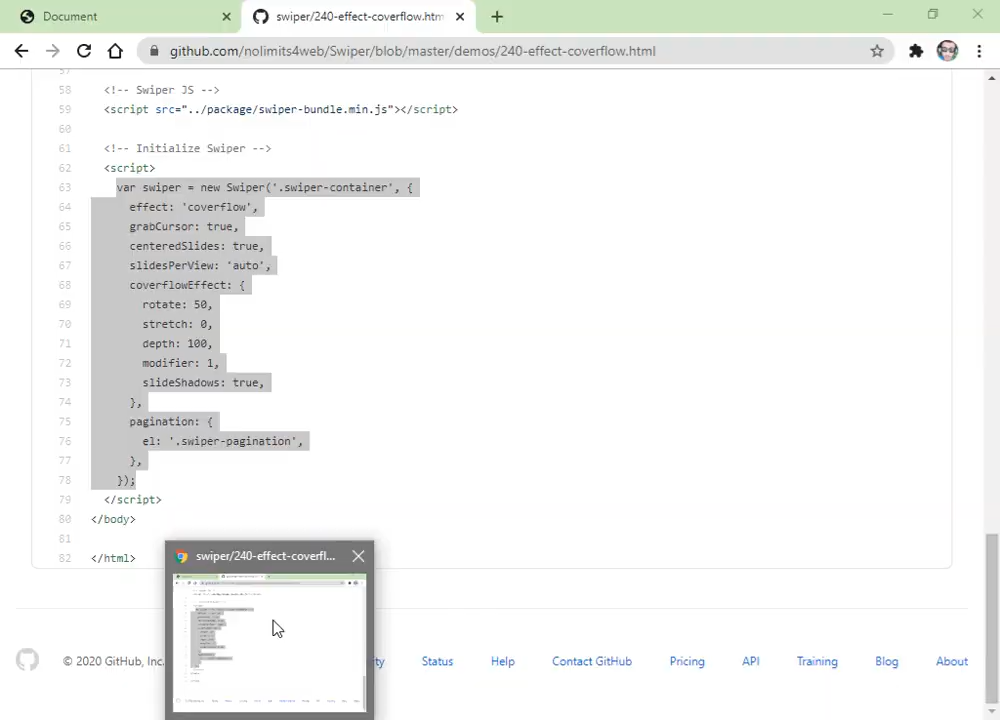 Document
swiper/240-effect-coverflow.htm
github.com/nolimits4web/Swiper/blob/master/demos/240-effect-coverflow.html
57
58 <!-- Swiper JS -->
59 <script src="../package/swiper-bundle.min.js"></script>
60
61 <!-- Initialize Swiper -->
62 <script>
63 var swiper = new Swiper('.swiper-container', {
64 effect: 'coverflow',
65 grabCursor: true,
66 centeredSlides: true,
67 slidesPerView: 'auto',
68 coverflowEffect: {
69 rotate: 50,
70 stretch: 0,
71 depth: 100,
72 modifier: 1,
73 slideShadows: true,
74 },
75 pagination: {
76 el: '.swiper-pagination',
77 },
78 });
79 </script>
80 </body>
81
82 </html>
swiper/240-effect-coverfl...
© 2020 GitHub, Inc.
Status
Help
Contact GitHub
Pricing
API
Training
Blog
About